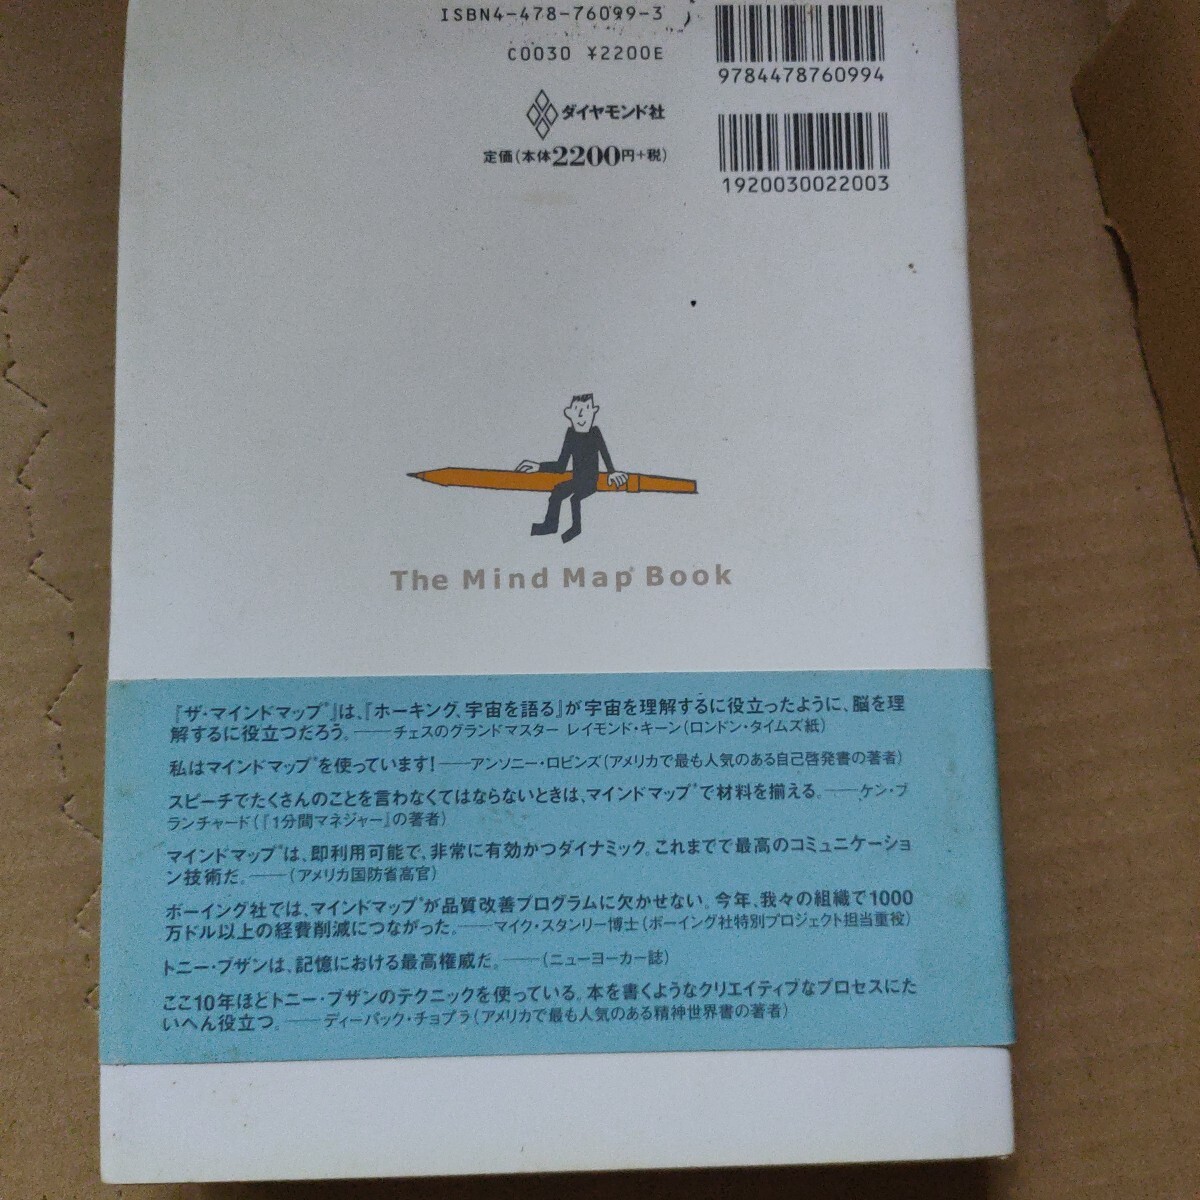 ISBN4-478-76099-3
C0030 ¥2200E
ダイヤモンド社
定価(本体2200円+税)
9784478760994
1920030022003
The Mind Map® Book
『ザ・マインドマップ®』は、『ホーキング、宇宙を語る』が宇宙を理解するに役立ったように、脳を理
解するに役立つだろう。——チェスのグランドマスター レイモンド・キーン(ロンドン・タイムズ紙)
私はマインドマップ®を使っています!——アンソニー・ロビンズ(アメリカで最も人気のある自己啓発書の著者)
スピーチでたくさんのことを言わなくてはならないときは、マインドマップ®で材料を揃える。——ケン・ブ
ランチャード(『1分間マネジャー』の著者)
マインドマップ®は、即利用可能で、非常に有効かつダイナミック。これまでで最高のコミュニケーショ
ン技術だ。——(アメリカ国防省高官)
ボーイング社では、マインドマップ®が品質改善プログラムに欠かせない。今年、我々の組織で1000
万ドル以上の経費削減につながった。——マイク・スタンリー博士(ボーイング社特別プロジェクト担当重役)
トニー・ブザンは、記憶における最高権威だ。——(ニューヨーカー誌)
ここ10年ほどトニー・ブザンのテクニックを使っている。本を書くようなクリエイティブなプロセスにた
いへん役立つ。——ディーパック・チョプラ(アメリカで最も人気のある精神世界書の著者)